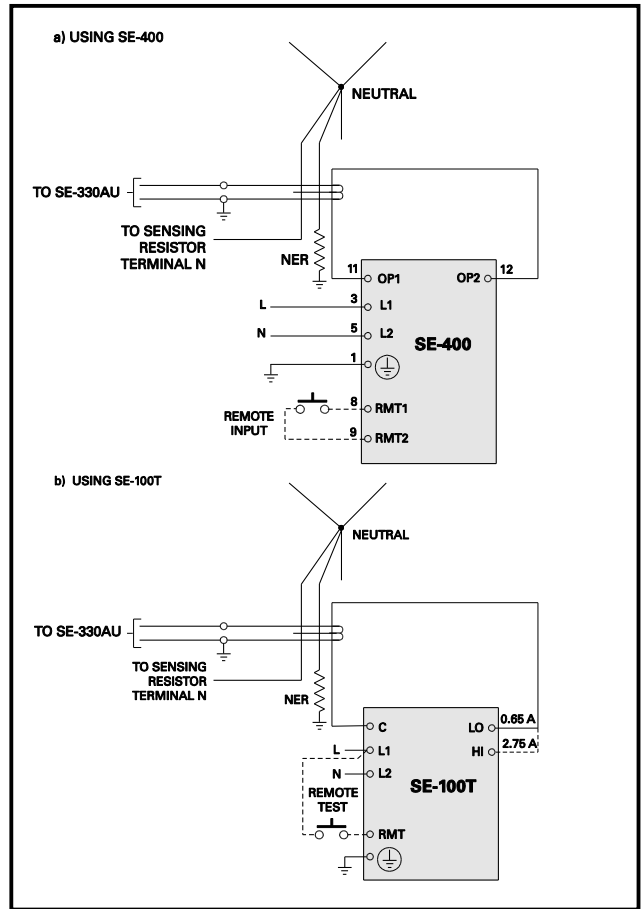 a) USING SE-400
NEUTRAL
TO SE-330AU
TO SENSING
RESISTOR
TERMINAL N
NER
11
OP1
OP2
12
L
3
L1
N
5
L2
SE-400
1
8
RMT1
REMOTE
INPUT
9
RMT2
b) USING SE-100T
NEUTRAL
TO SE-330AU
TO SENSING
RESISTOR
TERMINAL N
NER
C
LO
0.65 A
L
L1
HI
2.75 A
N
L2
SE-100T
REMOTE
TEST
RMT